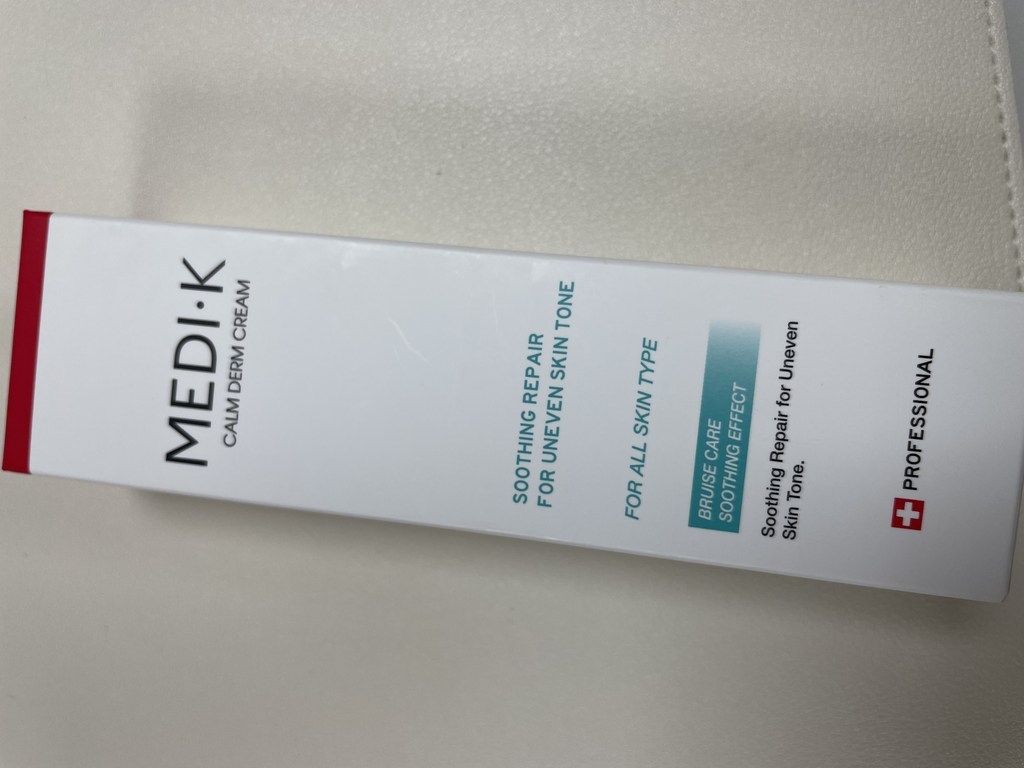 MEDI·K
CALM DERM CREAM
SOOTHING REPAIR
FOR UNEVEN SKIN TONE
FOR ALL SKIN TYPE
BRUISE CARE
SOOTHING EFFECT
Soothing Repair for Uneven
Skin Tone.
PROFESSIONAL